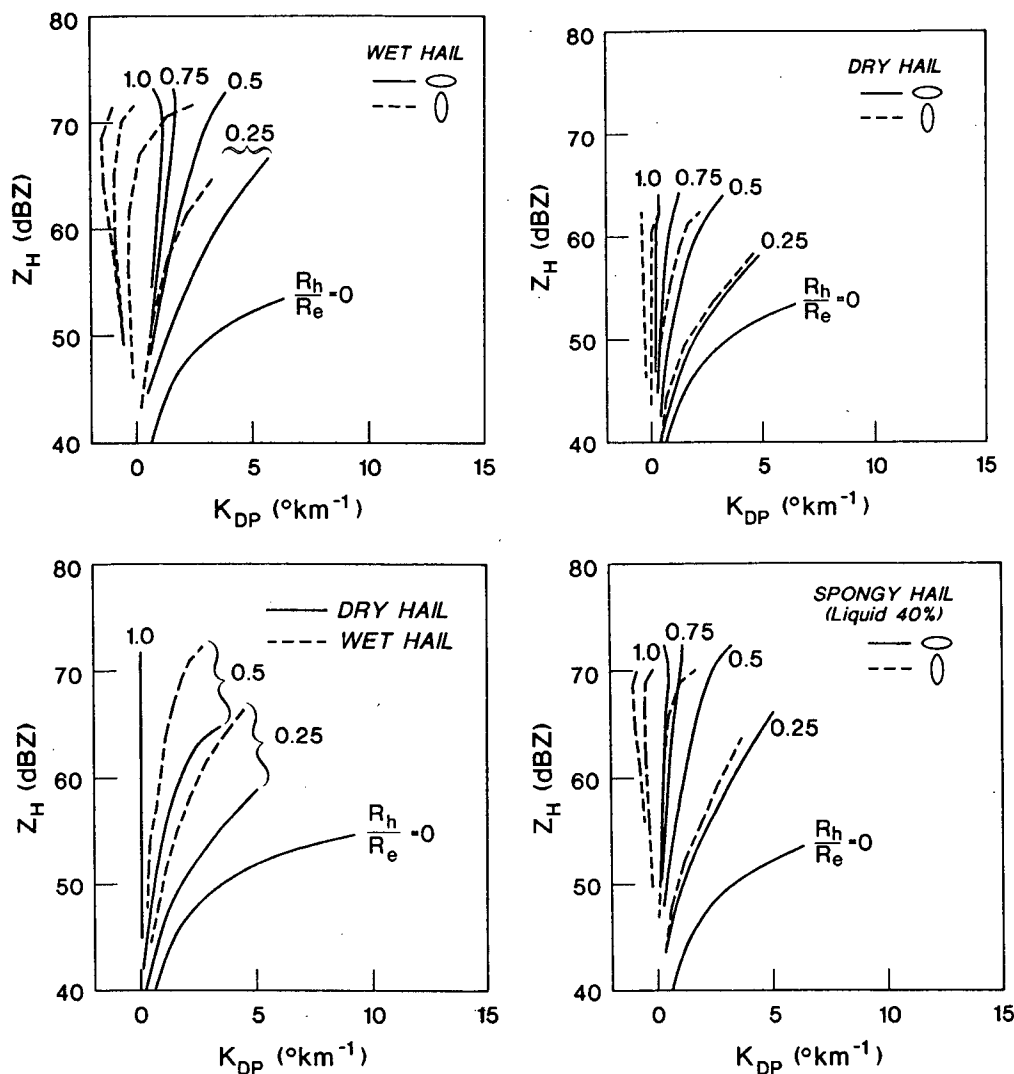 80
70
60
50
40
Z_H (dBZ)
WET HAIL
1.0 0.75 0.5
0.25
R_h
R_e =0
0 5 10 15
K_DP (°km⁻¹)
80
70
60
50
40
Z_H (dBZ)
DRY HAIL
1.0 0.75 0.5
0.25
R_h
R_e =0
0 5 10 15
K_DP (°km⁻¹)
80
70
60
50
40
Z_H (dBZ)
DRY HAIL
WET HAIL
1.0
0.5
0.25
R_h
R_e =0
0 5 10 15
K_DP (°km⁻¹)
80
70
60
50
40
Z_H (dBZ)
SPONGY HAIL
(Liquid 40%)
1.0 0.75
0.5
0.25
R_h
R_e =0
0 5 10 15
K_DP (°km⁻¹)